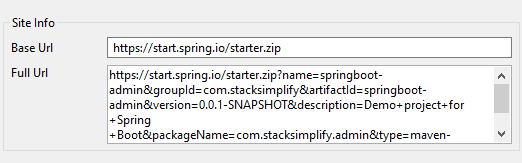 Site Info
Base Url
https://start.spring.io/starter.zip
Full Url
https://start.spring.io/starter.zip?name=springboot-
admin&groupId=com.stacksimplify&artifactId=springboot-
admin&version=0.0.1-SNAPSHOT&description=Demo+project+for
+Spring
+Boot&packageName=com.stacksimplify.admin&type=maven-